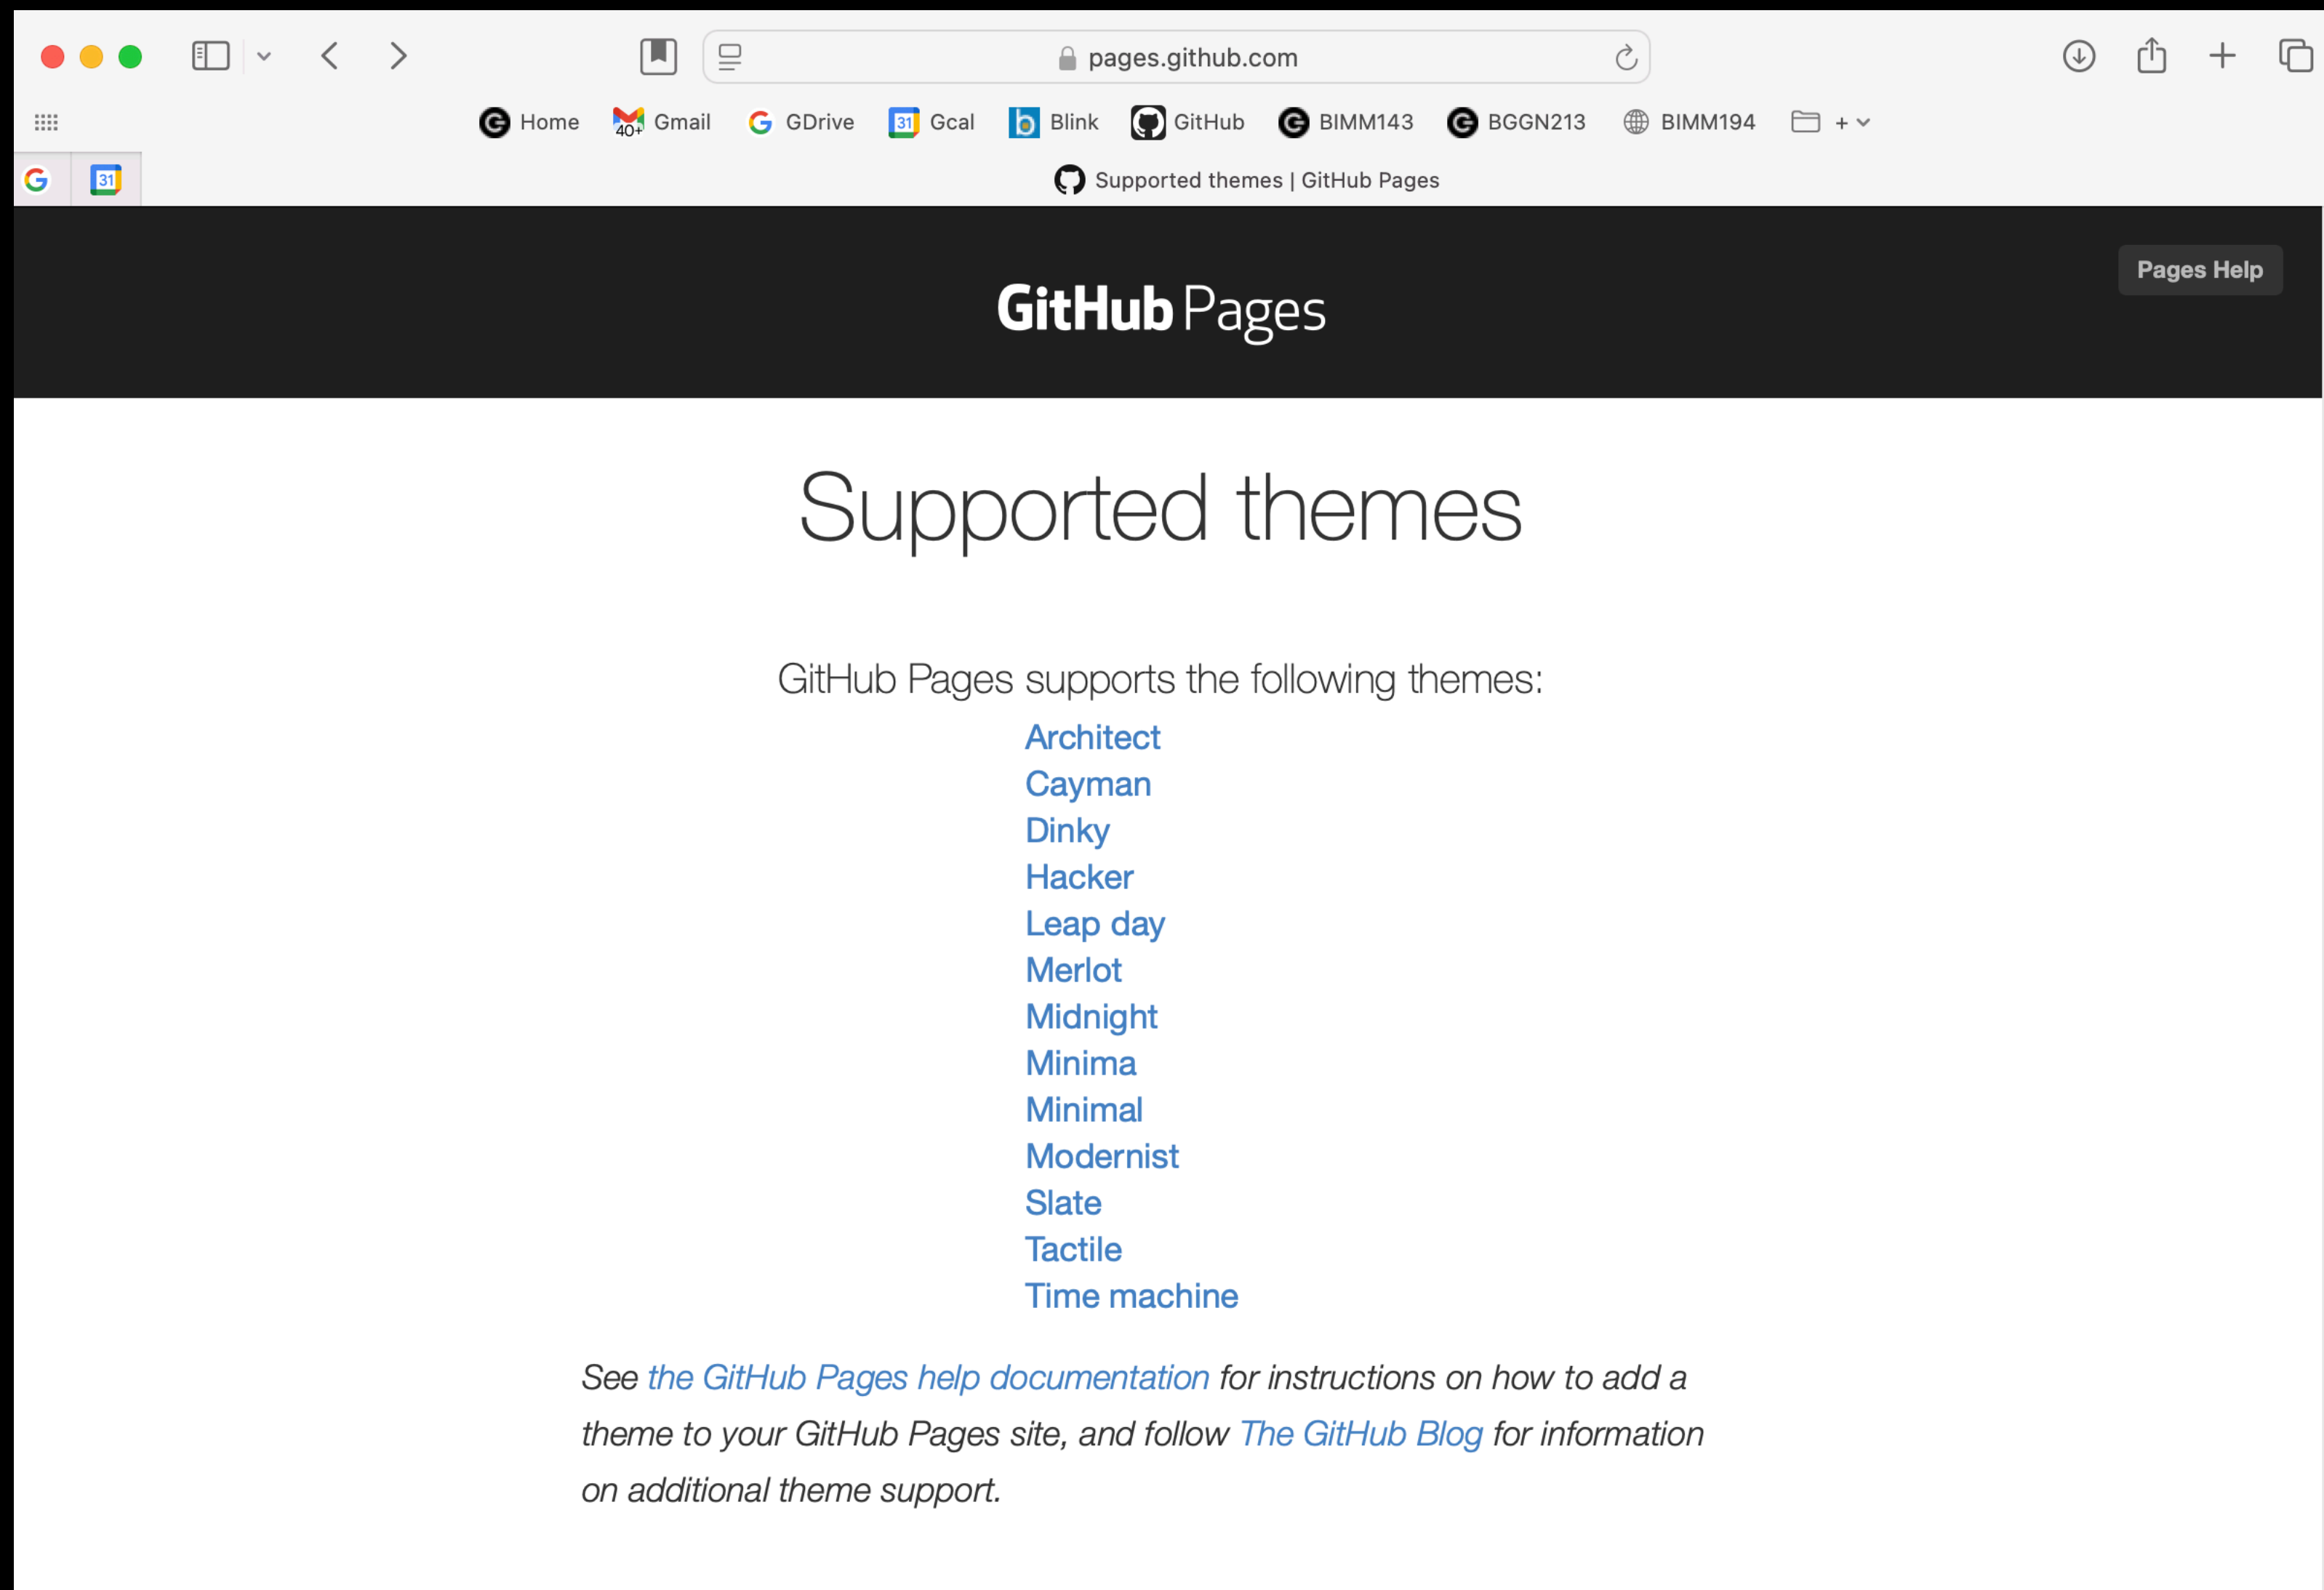 pages.github.com
Home 40+ Gmail GDrive 31 Gcal Blink GitHub BIMM143 BGGN213 BIMM194 +
31 Supported themes | GitHub Pages
Pages Help
GitHub Pages
Supported themes
GitHub Pages supports the following themes:
Architect
Cayman
Dinky
Hacker
Leap day
Merlot
Midnight
Minima
Minimal
Modernist
Slate
Tactile
Time machine
See the GitHub Pages help documentation for instructions on how to add a
theme to your GitHub Pages site, and follow The GitHub Blog for information
on additional theme support.